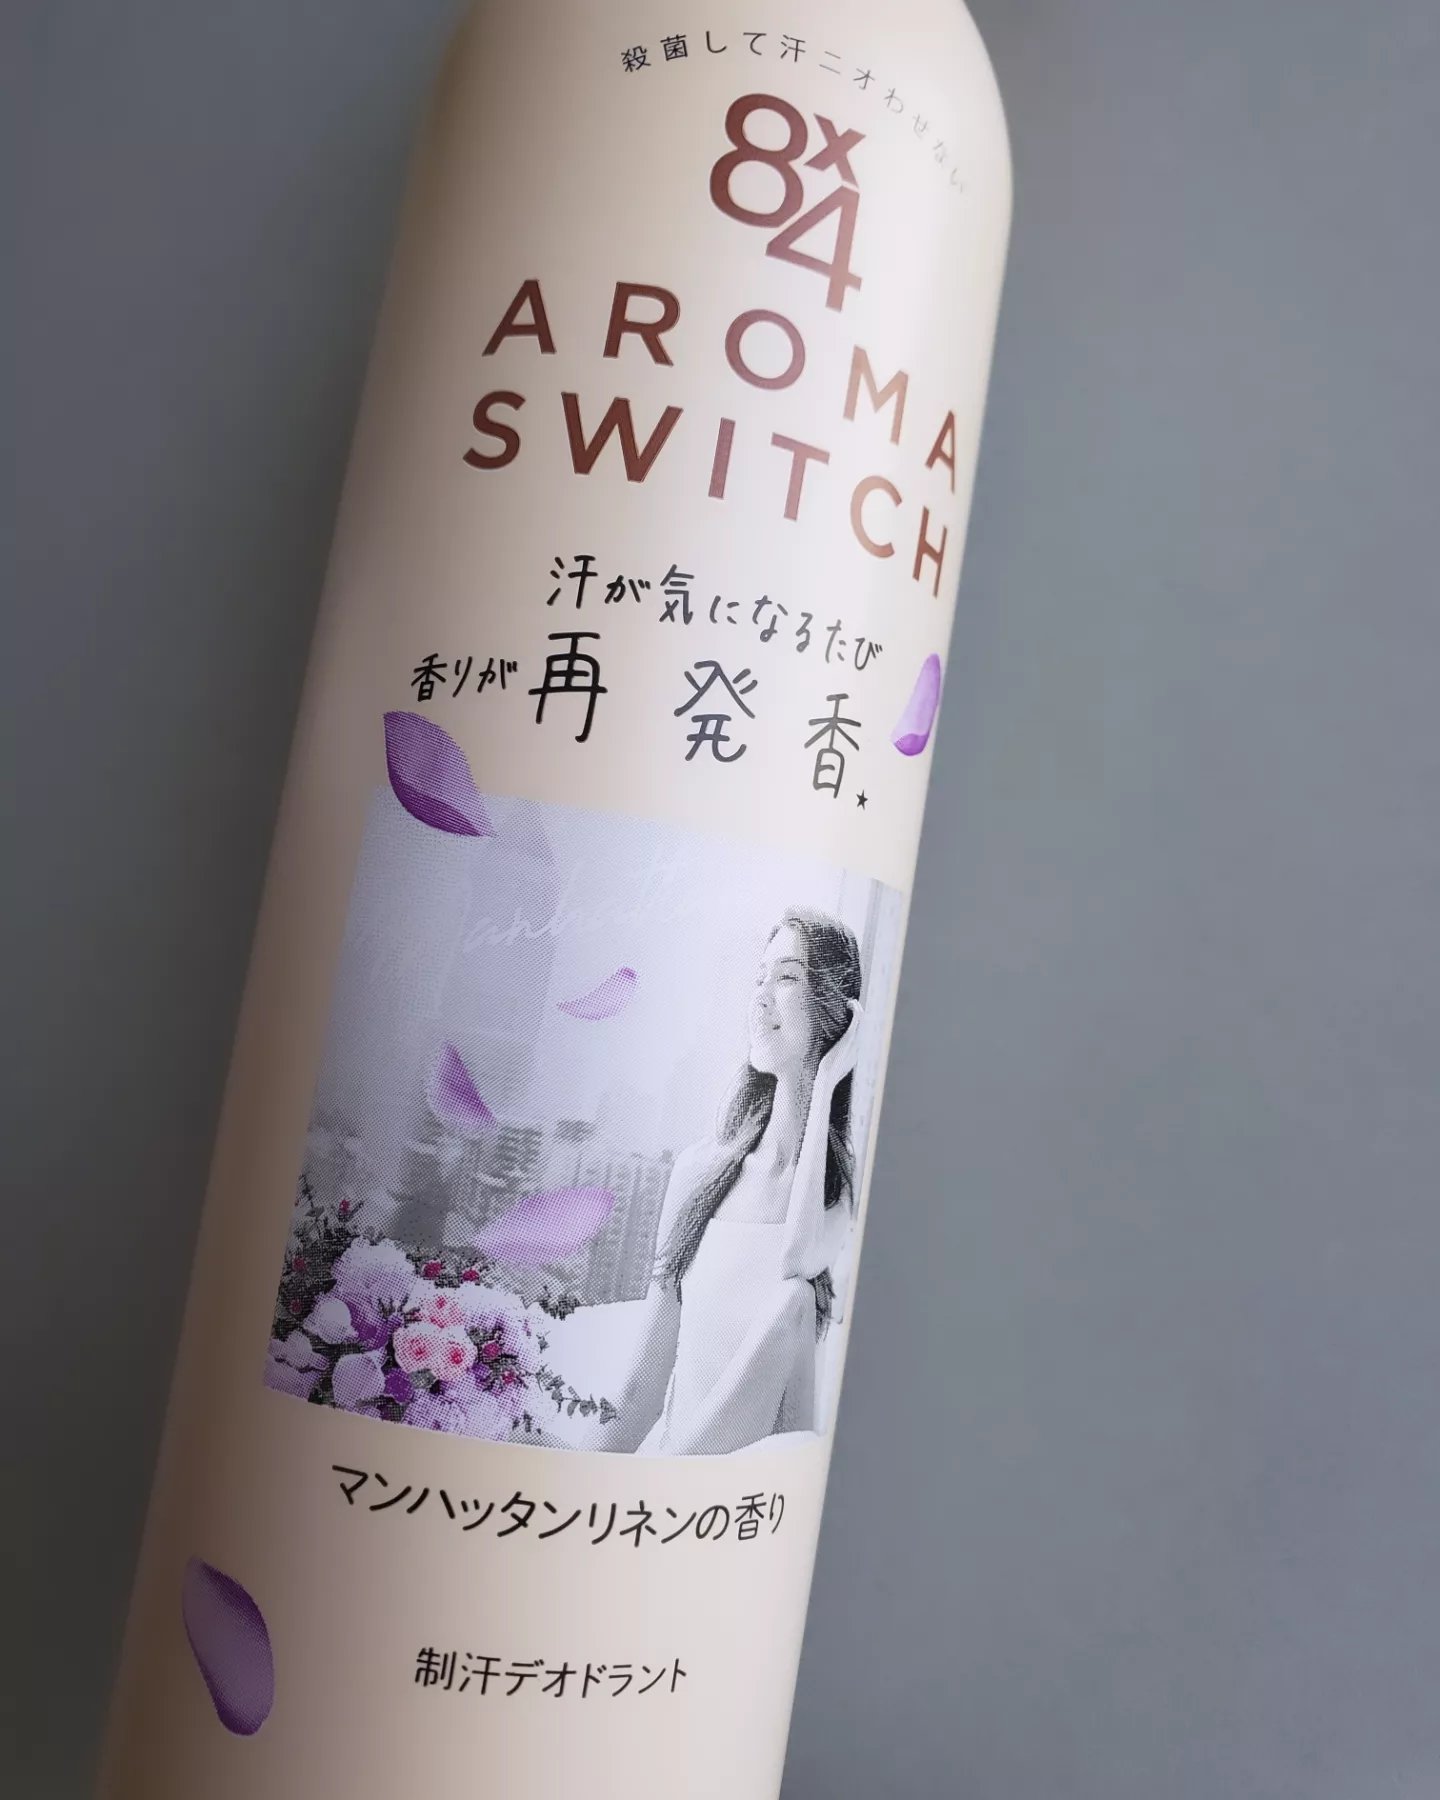 殺菌して汗ニオわせない
8x4
AROMA
SWITCH
汗が気になるたび
香りが再発香★
Manhattan
マンハッタンリネンの香り
制汗デオドラント